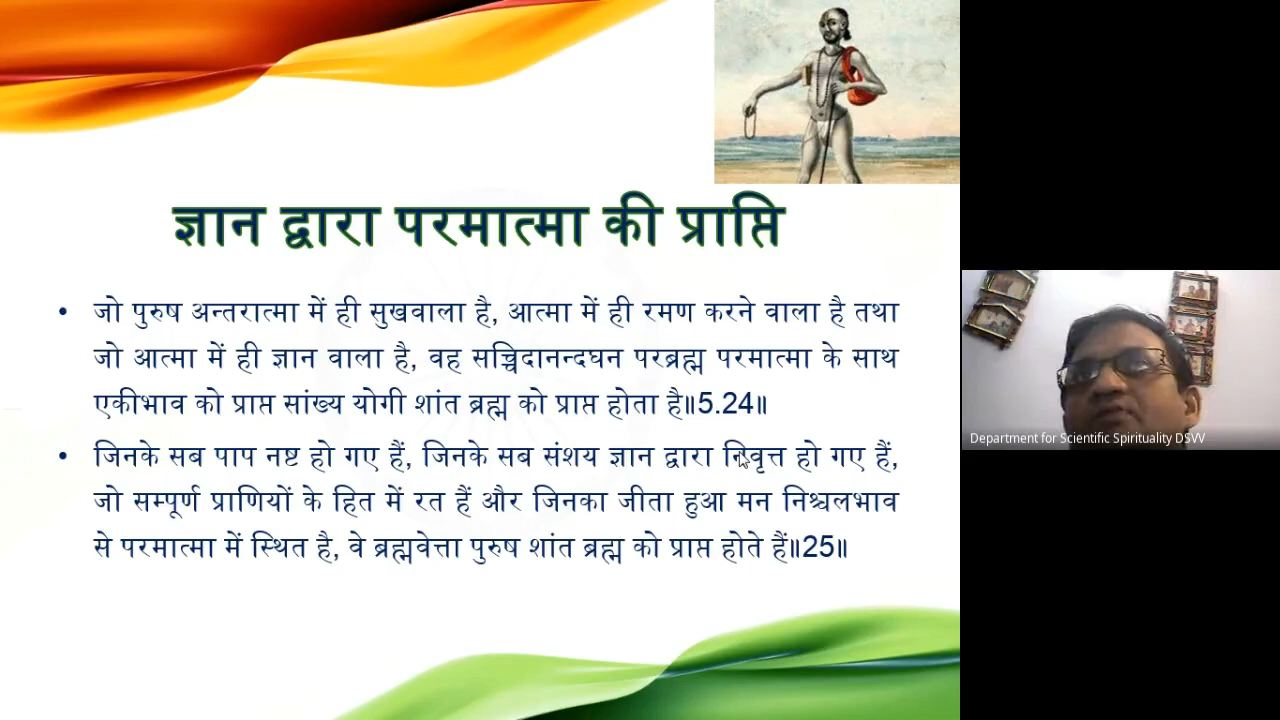 ज्ञान द्वारा परमात्मा की प्राप्ति
• जो पुरुष अन्तरात्मा में ही सुखवाला है, आत्मा में ही रमण करने वाला है तथा
जो आत्मा में ही ज्ञान वाला है, वह सच्चिदानन्दघन परब्रह्म परमात्मा के साथ
एकीभाव को प्राप्त सांख्य योगी शांत ब्रह्म को प्राप्त होता है॥5.24॥
• जिनके सब पाप नष्ट हो गए हैं, जिनके सब संशय ज्ञान द्वारा निवृत्त हो गए हैं,
जो सम्पूर्ण प्राणियों के हित में रत हैं और जिनका जीता हुआ मन निश्चलभाव
से परमात्मा में स्थित है, वे ब्रह्मवेत्ता पुरुष शांत ब्रह्म को प्राप्त होते हैं॥25॥
Department for Scientific Spirituality DSVV